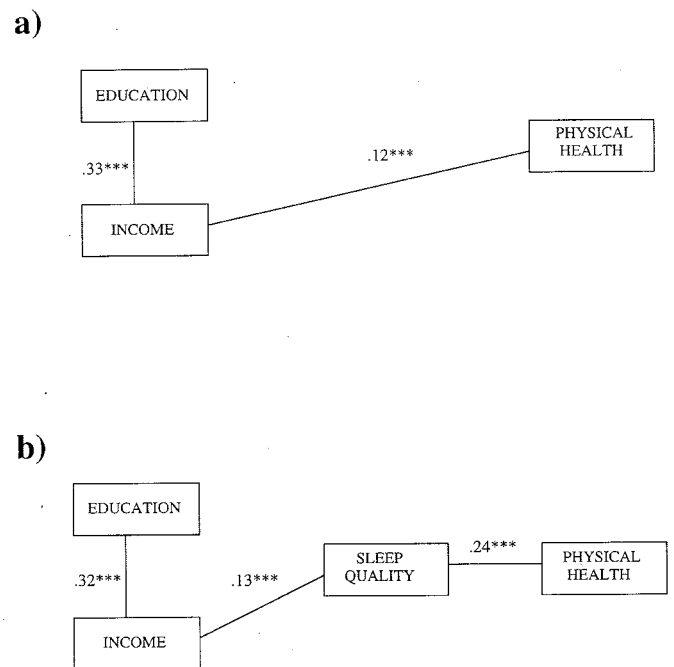 a)
EDUCATION
.33***
INCOME
.12***
PHYSICAL
HEALTH
b)
EDUCATION
.32***
INCOME
.13***
SLEEP
QUALITY
.24***
PHYSICAL
HEALTH